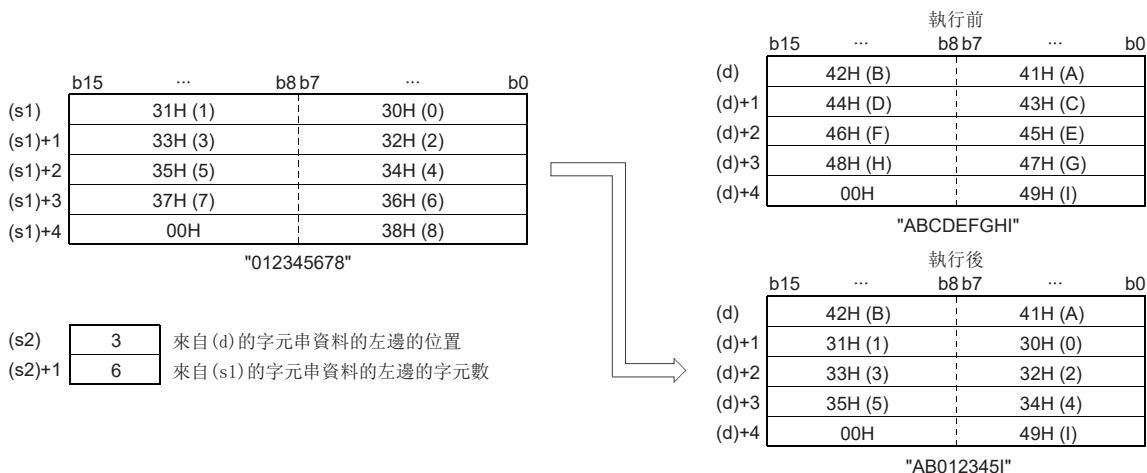 b15 ... b8 b7 ... b0
(s1) 31H (1) 30H (0)
(s1)+1 33H (3) 32H (2)
(s1)+2 35H (5) 34H (4)
(s1)+3 37H (7) 36H (6)
(s1)+4 00H 38H (8)
"012345678"
(s2) 3 來自(d)的字元串資料的左邊的位置
(s2)+1 6 來自(s1)的字元串資料的左邊的字元數
執行前
b15 ... b8 b7 ... b0
(d) 42H (B) 41H (A)
(d)+1 44H (D) 43H (C)
(d)+2 46H (F) 45H (E)
(d)+3 48H (H) 47H (G)
(d)+4 00H 49H (I)
"ABCDEFGHI"
執行後
b15 ... b8 b7 ... b0
(d) 42H (B) 41H (A)
(d)+1 31H (1) 30H (0)
(d)+2 33H (3) 32H (2)
(d)+3 35H (5) 34H (4)
(d)+4 00H 49H (I)
"AB012345I"